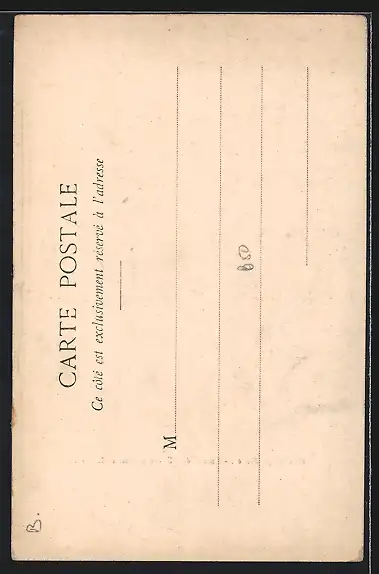 CARTE POSTALE
Ce côté est exclusivement réservé à l'adresse
M
B.